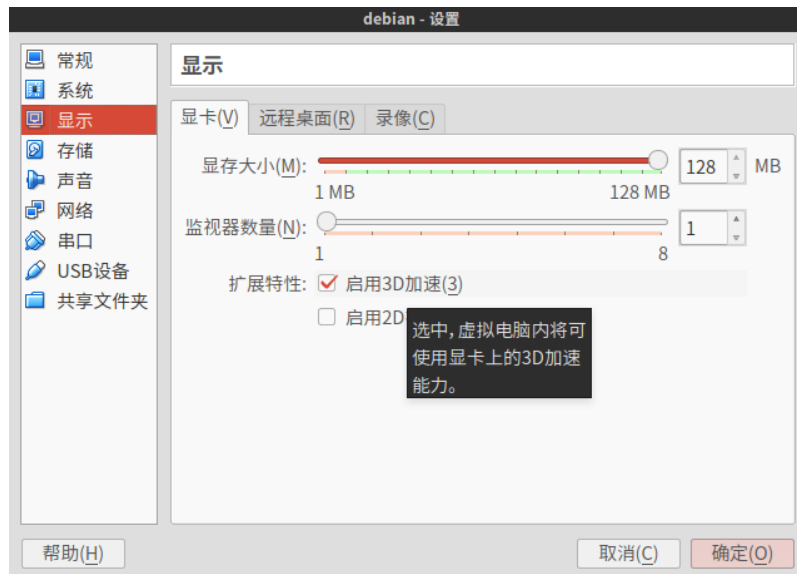 debian - 设置
常规
系统
显示
存储
声音
网络
串口
USB设备
共享文件夹
显示
显卡(V) 远程桌面(R) 录像(C)
显存大小(M): 128 MB
1 MB 128 MB
监视器数量(N): 1
1 8
扩展特性: 启用3D加速(3)
启用2D
选中,虚拟电脑内将可
使用显卡上的3D加速
能力。
帮助(H) 取消(C) 确定(O)